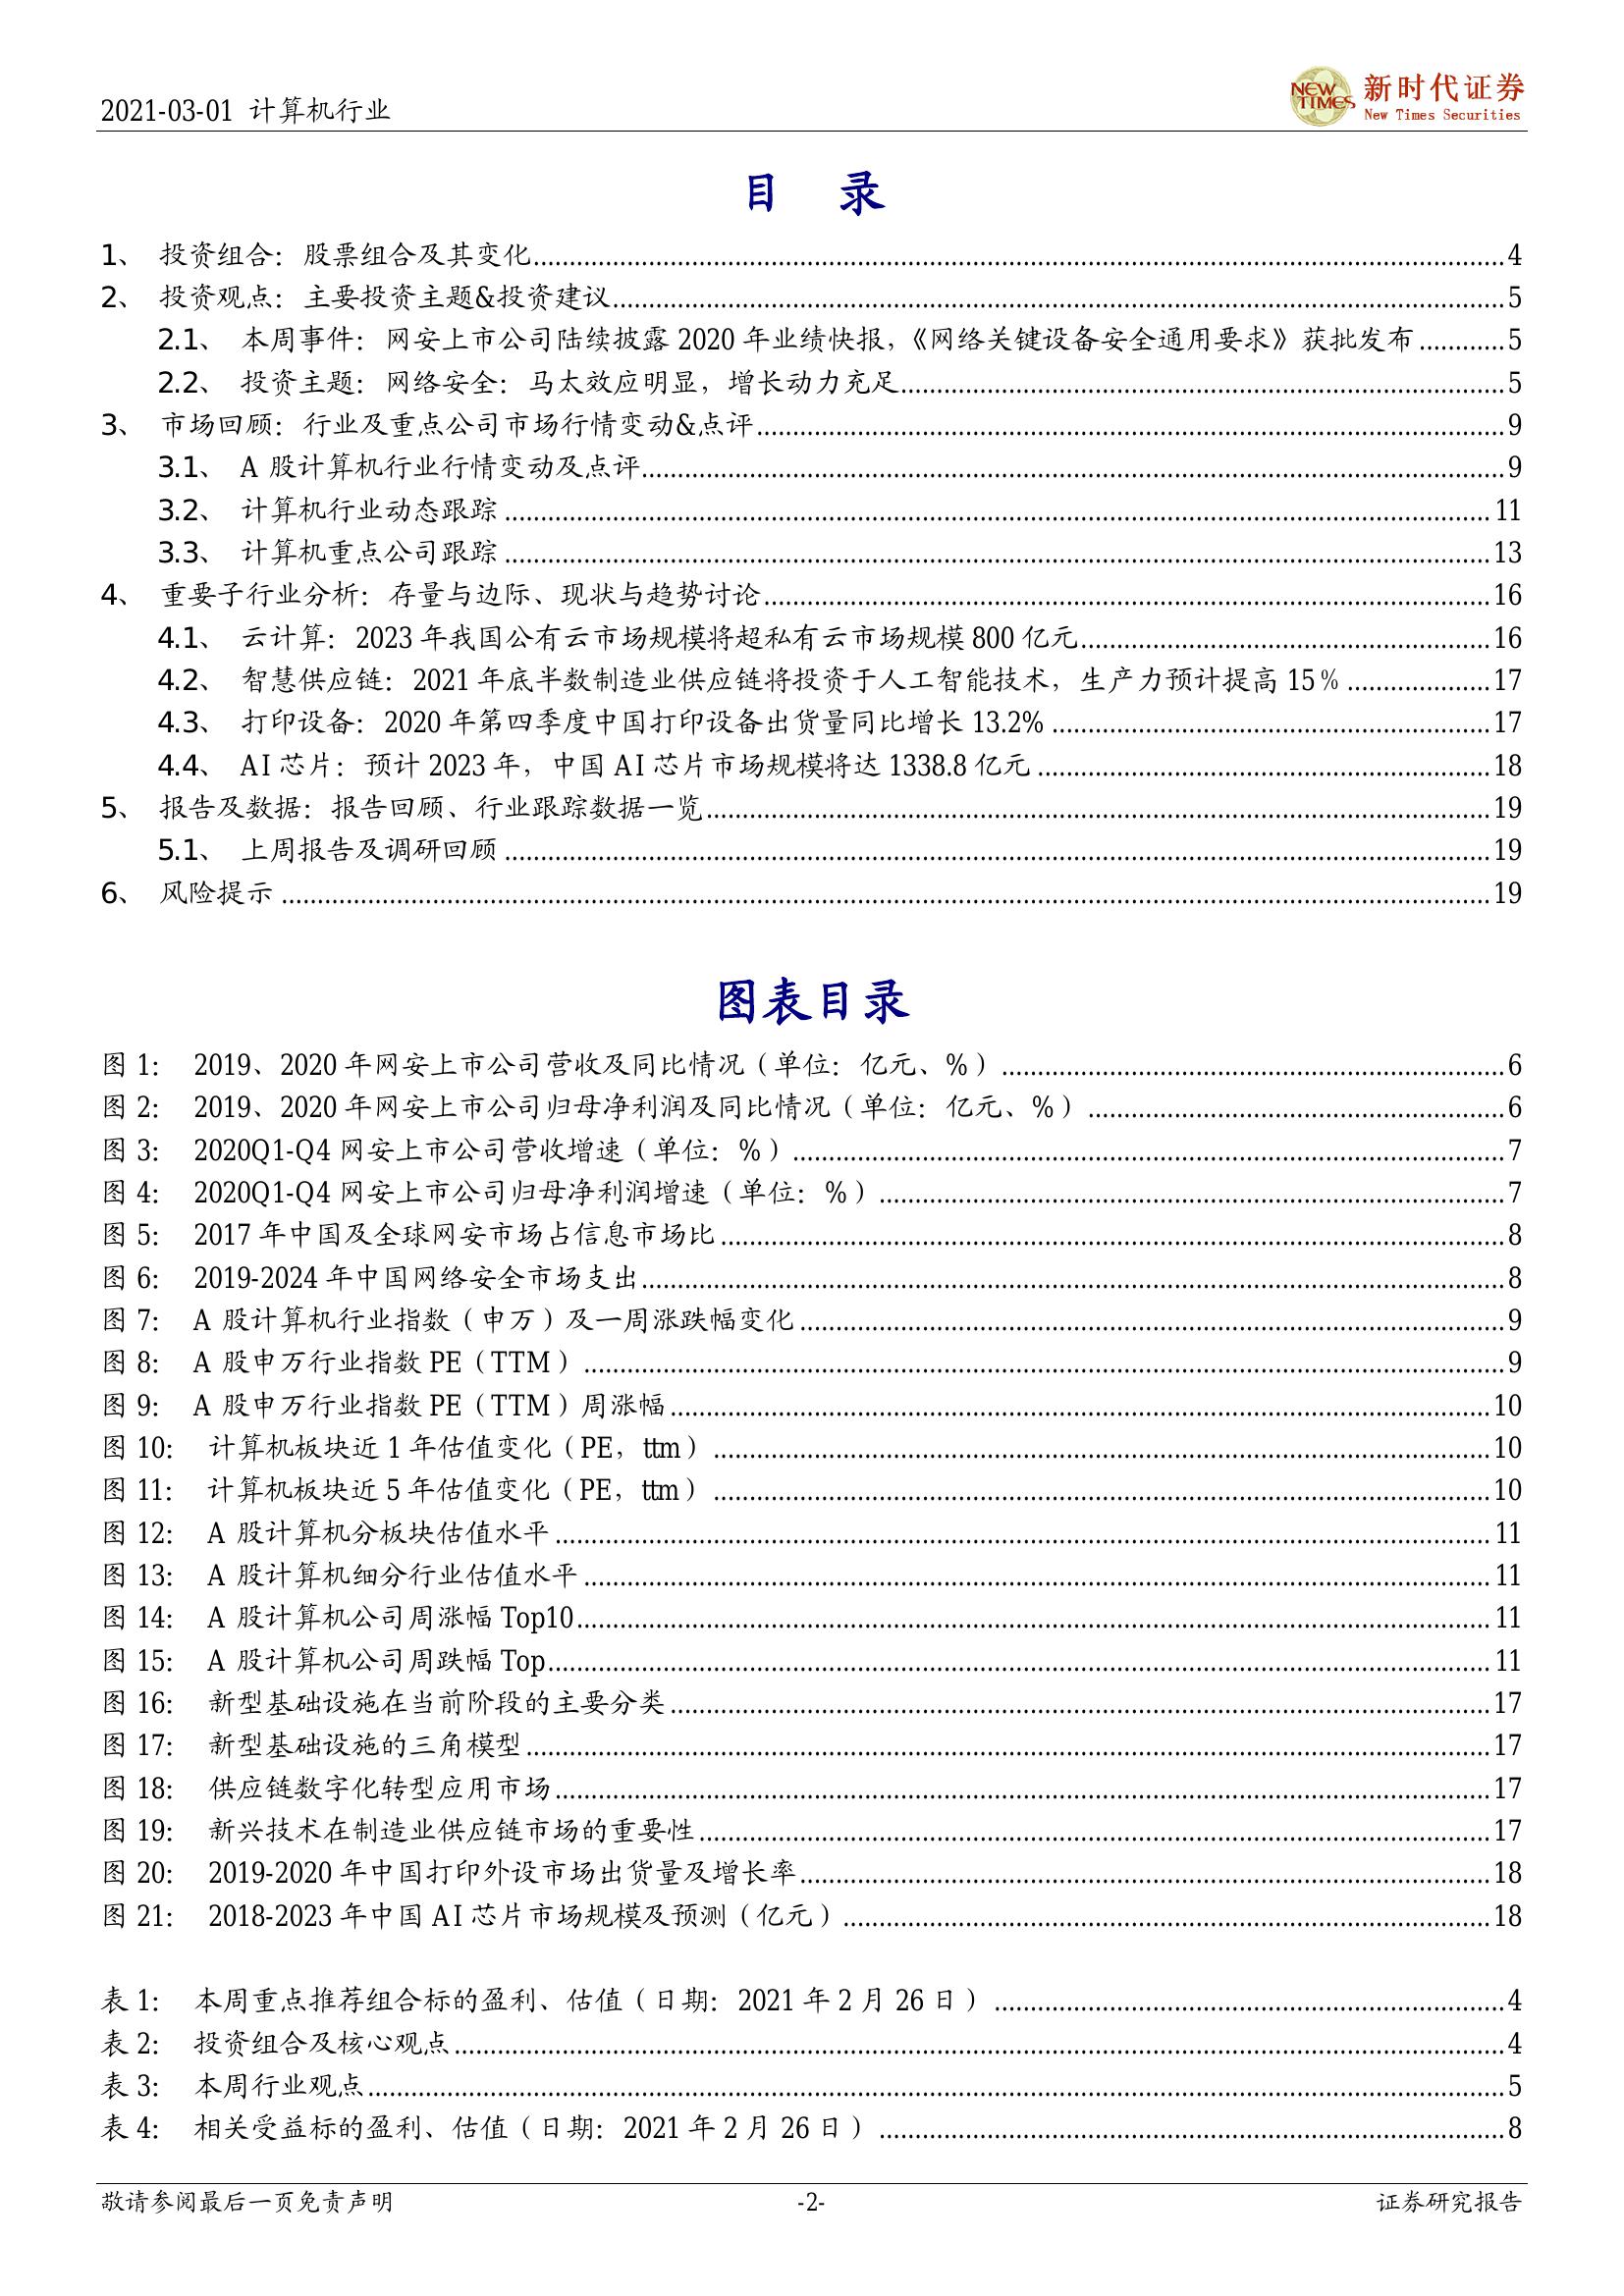 2021-03-01 计算机行业
NEW TIMES 新时代证券
New Times Securities
目 录
1、 投资组合：股票组合及其变化......4
2、 投资观点：主要投资主题&投资建议......5
2.1、 本周事件：网安上市公司陆续披露 2020 年业绩快报，《网络关键设备安全通用要求》获批发布......5
2.2、 投资主题：网络安全：马太效应明显，增长动力充足......5
3、 市场回顾：行业及重点公司市场行情变动&点评......9
3.1、 A 股计算机行业行情变动及点评......9
3.2、 计算机行业动态跟踪......11
3.3、 计算机重点公司跟踪......13
4、 重要子行业分析：存量与边际、现状与趋势讨论......16
4.1、 云计算：2023 年我国公有云市场规模将超私有云市场规模 800 亿元......16
4.2、 智慧供应链：2021 年底半数制造业供应链将投资于人工智能技术，生产力预计提高 15%......17
4.3、 打印设备：2020 年第四季度中国打印设备出货量同比增长 13.2%......17
4.4、 AI 芯片：预计 2023 年，中国 AI 芯片市场规模将达 1338.8 亿元......18
5、 报告及数据：报告回顾、行业跟踪数据一览......19
5.1、 上周报告及调研回顾......19
6、 风险提示......19
图表目录
图 1： 2019、2020 年网安上市公司营收及同比情况（单位：亿元、%）......6
图 2： 2019、2020 年网安上市公司归母净利润及同比情况（单位：亿元、%）......6
图 3： 2020Q1-Q4 网安上市公司营收增速（单位：%）......7
图 4： 2020Q1-Q4 网安上市公司归母净利润增速（单位：%）......7
图 5： 2017 年中国及全球网安市场占信息市场比......8
图 6： 2019-2024 年中国网络安全市场支出......8
图 7： A 股计算机行业指数（申万）及一周涨跌幅变化......9
图 8： A 股申万行业指数 PE（TTM）......9
图 9： A 股申万行业指数 PE（TTM）周涨幅......10
图 10： 计算机板块近 1 年估值变化（PE，ttm）......10
图 11： 计算机板块近 5 年估值变化（PE，ttm）......10
图 12： A 股计算机分板块估值水平......11
图 13： A 股计算机细分行业估值水平......11
图 14： A 股计算机公司周涨幅 Top10......11
图 15： A 股计算机公司周跌幅 Top......11
图 16： 新型基础设施在当前阶段的主要分类......17
图 17： 新型基础设施的三角模型......17
图 18： 供应链数字化转型应用市场......17
图 19： 新兴技术在制造业供应链市场的重要性......17
图 20： 2019-2020 年中国打印外设市场出货量及增长率......18
图 21： 2018-2023 年中国 AI 芯片市场规模及预测（亿元）......18
表 1： 本周重点推荐组合标的盈利、估值（日期：2021 年 2 月 26 日）......4
表 2： 投资组合及核心观点......4
表 3： 本周行业观点......5
表 4： 相关受益标的盈利、估值（日期：2021 年 2 月 26 日）......8
敬请参阅最后一页免责声明 -2- 证券研究报告